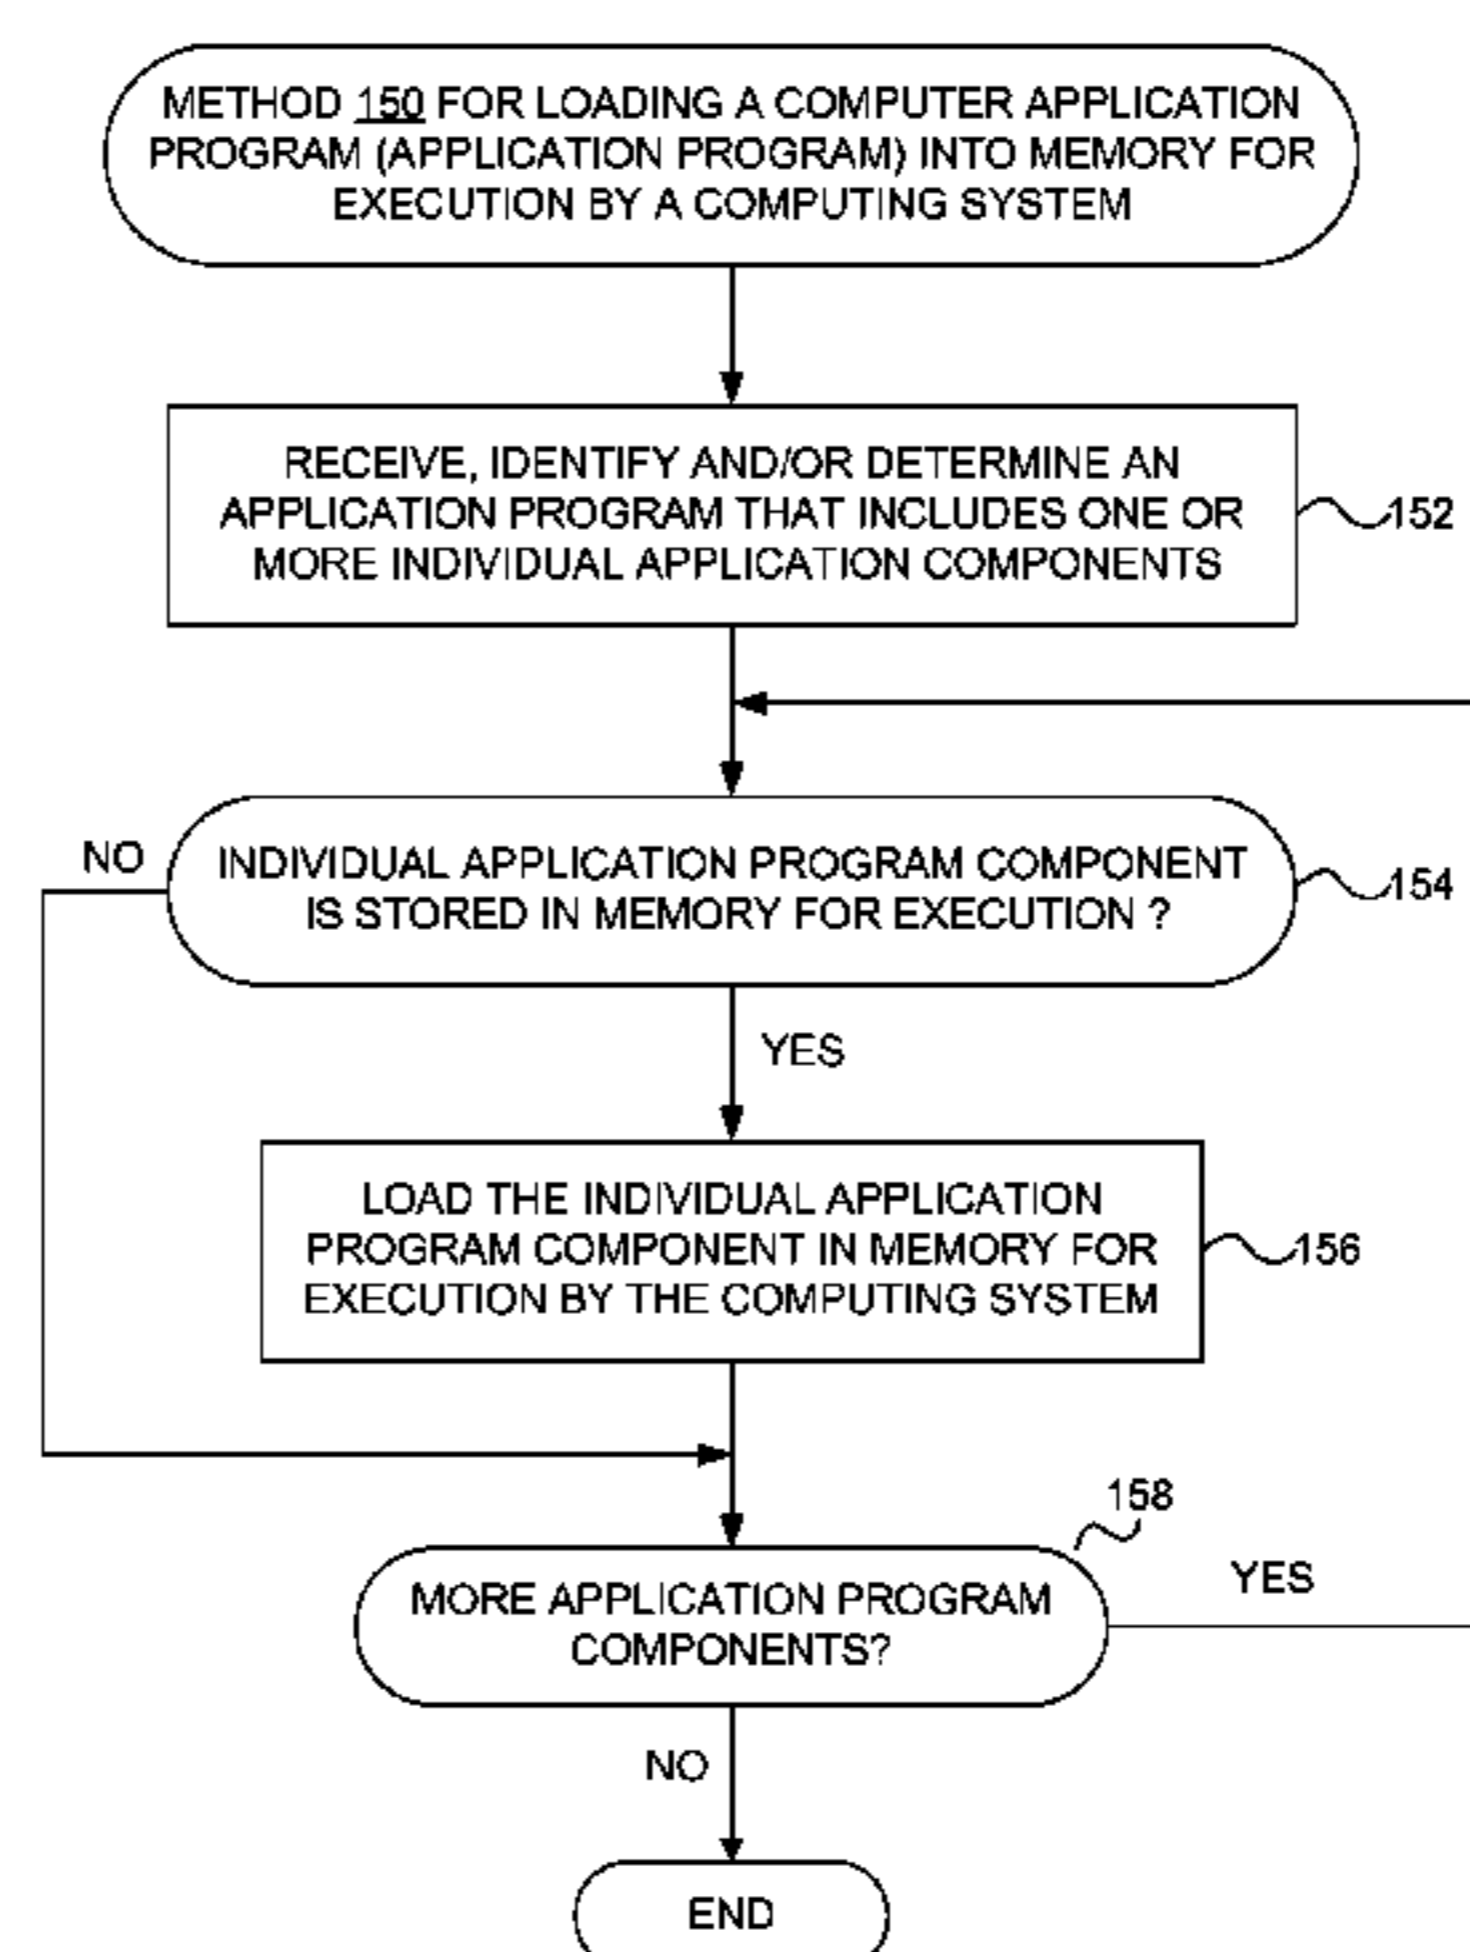 METHOD 150 FOR LOADING A COMPUTER APPLICATION
PROGRAM (APPLICATION PROGRAM) INTO MEMORY FOR
EXECUTION BY A COMPUTING SYSTEM
RECEIVE, IDENTIFY AND/OR DETERMINE AN
APPLICATION PROGRAM THAT INCLUDES ONE OR
MORE INDIVIDUAL APPLICATION COMPONENTS
152
NO
INDIVIDUAL APPLICATION PROGRAM COMPONENT
IS STORED IN MEMORY FOR EXECUTION ?
154
YES
LOAD THE INDIVIDUAL APPLICATION
PROGRAM COMPONENT IN MEMORY FOR
EXECUTION BY THE COMPUTING SYSTEM
156
158
MORE APPLICATION PROGRAM
COMPONENTS?
YES
NO
END